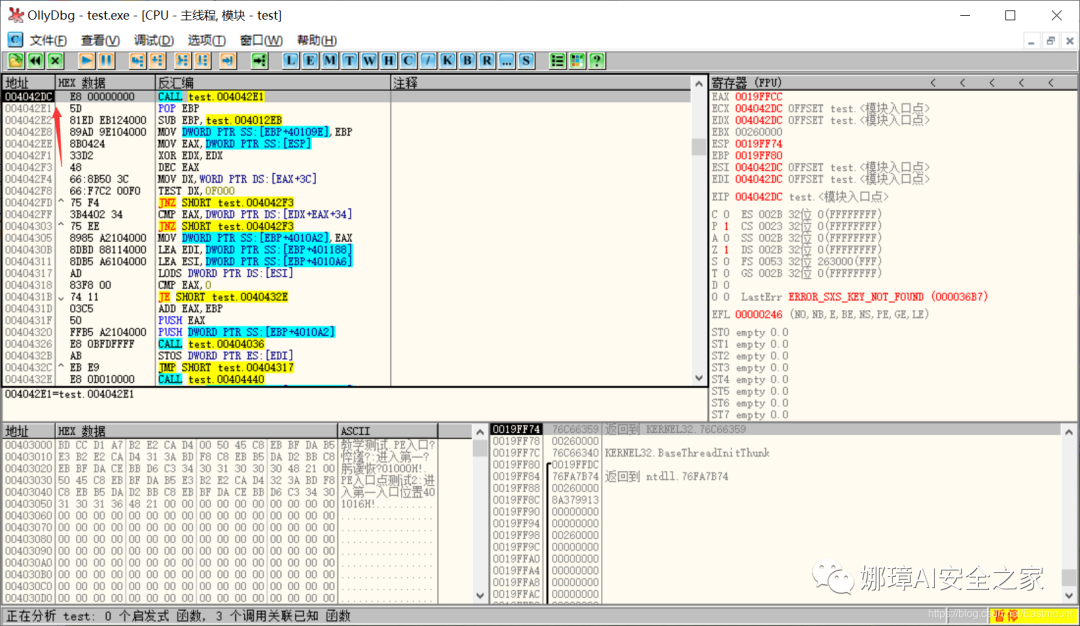 OllyDbg - test.exe - [CPU - 主线程, 模块 - test]
文件(F) 查看(V) 调试(D) 选项(T) 窗口(W) 帮助(H)
L E M T W H C / K B R ... S
地址 HEX 数据 反汇编 注释
004042DC E8 00000000 CALL test.004042E1
004042E1 5D POP EBP
004042E2 81ED EB124000 SUB EBP,test.004012EB
004042E8 89AD 9E104000 MOV DWORD PTR SS:[EBP+40109E],EBP
004042EE 8B0424 MOV EAX,DWORD PTR SS:[ESP]
004042F1 33D2 XOR EDX,EDX
004042F3 48 DEC EAX
004042F4 66:8B50 3C MOV DX,WORD PTR DS:[EAX+3C]
004042F8 66:F7C2 00F0 TEST DX,0F000
004042FD ^ 75 F4 JNZ SHORT test.004042F3
004042FF 3B4402 34 CMP EAX,DWORD PTR DS:[EDX+EAX+34]
00404303 ^ 75 EE JNZ SHORT test.004042F3
00404305 8985 A2104000 MOV DWORD PTR SS:[EBP+4010A2],EAX
0040430B 8DBD 88114000 LEA EDI,DWORD PTR SS:[EBP+401188]
00404311 8DB5 A6104000 LEA ESI,DWORD PTR SS:[EBP+4010A6]
00404317 AD LODS DWORD PTR DS:[ESI]
00404318 83F8 00 CMP EAX,0
0040431B ⌄ 74 11 JE SHORT test.0040432E
0040431D 03C5 ADD EAX,EBP
0040431F 50 PUSH EAX
00404320 FFB5 A2104000 PUSH DWORD PTR SS:[EBP+4010A2]
00404326 E8 0BFDFFFF CALL test.00404036
0040432B AB STOS DWORD PTR ES:[EDI]
0040432C ^ EB E9 JMP SHORT test.00404317
0040432E E8 0D010000 CALL test.00404440
004042E1=test.004042E1
寄存器 (FPU) < < < < <
EAX 0019FFCC
ECX 004042DC OFFSET test.<模块入口点>
EDX 004042DC OFFSET test.<模块入口点>
EBX 00260000
ESP 0019FF74
EBP 0019FF80
ESI 004042DC OFFSET test.<模块入口点>
EDI 004042DC OFFSET test.<模块入口点>
EIP 004042DC test.<模块入口点>
C 0 ES 002B 32位 0(FFFFFFFF)
P 1 CS 0023 32位 0(FFFFFFFF)
A 0 SS 002B 32位 0(FFFFFFFF)
Z 1 DS 002B 32位 0(FFFFFFFF)
S 0 FS 0053 32位 263000(FFF)
T 0 GS 002B 32位 0(FFFFFFFF)
D 0
O 0 LastErr ERROR_SXS_KEY_NOT_FOUND (000036B7)
EFL 00000246 (NO,NB,E,BE,NS,PE,GE,LE)
ST0 empty 0.0
ST1 empty 0.0
ST2 empty 0.0
ST3 empty 0.0
ST4 empty 0.0
ST5 empty 0.0
ST6 empty 0.0
ST7 empty 0.0
地址 HEX 数据 ASCII
00403000 BD CC D1 A7 B2 E2 CA D4 00 50 45 C8 EB BF DA B5 教学测试.PE入口?
00403010 E3 B2 E2 CA D4 31 3A BD F8 C8 EB B5 DA D2 BB C8 :进入第一?
00403020 EB BF DA CE BB D6 C3 34 30 31 30 30 30 48 21 00 01000H!.
00403030 50 45 C8 EB BF DA B5 E3 B2 E2 CA D4 32 3A BD F8 PE入口点测试2:进
00403040 C8 EB B5 DA D2 BB C8 EB BF DA CE BB D6 C3 34 30 入第一入口位置40
00403050 31 30 31 36 48 21 00 00 00 00 00 00 00 00 00 00 1016H!..........
00403060 00 00 00 00 00 00 00 00 00 00 00 00 00 00 00 00 ................
00403070 00 00 00 00 00 00 00 00 00 00 00 00 00 00 00 00 ................
00403080 00 00 00 00 00 00 00 00 00 00 00 00 00 00 00 00 ................
00403090 00 00 00 00 00 00 00 00 00 00 00 00 00 00 00 00 ................
004030A0 00 00 00 00 00 00 00 00 00 00 00 00 00 00 00 00 ................
004030B0 00 00 00 00 00 00 00 00 00 00 00 00 00 00 00 00 ................
004030C0 00 00 00 00 00 00 00 00 00 00 00 00 00 00 00 00 ................
004030D0 00 00 00 00 00 00 00 00 00 00 00 00 00 00 00 00 ................
0019FF74 76C66359 返回到 KERNEL32.76C66359
0019FF78 00260000
0019FF7C 76C66340 KERNEL32.BaseThreadInitThunk
0019FF80 0019FFDC
0019FF84 76FA7B74 返回到 ntdll.76FA7B74
0019FF88 00260000
0019FF8C 8A379913
0019FF90 00000000
0019FF94 00000000
0019FF98 00260000
0019FF9C 00000000
0019FFA0 00000000
0019FFA4 00000000
0019FFA8 00000000
0019FFAC 00000000
娜璋AI安全之家
正在分析 test: 0 个启发式 函数, 3 个调用关联已知 函数
暂停